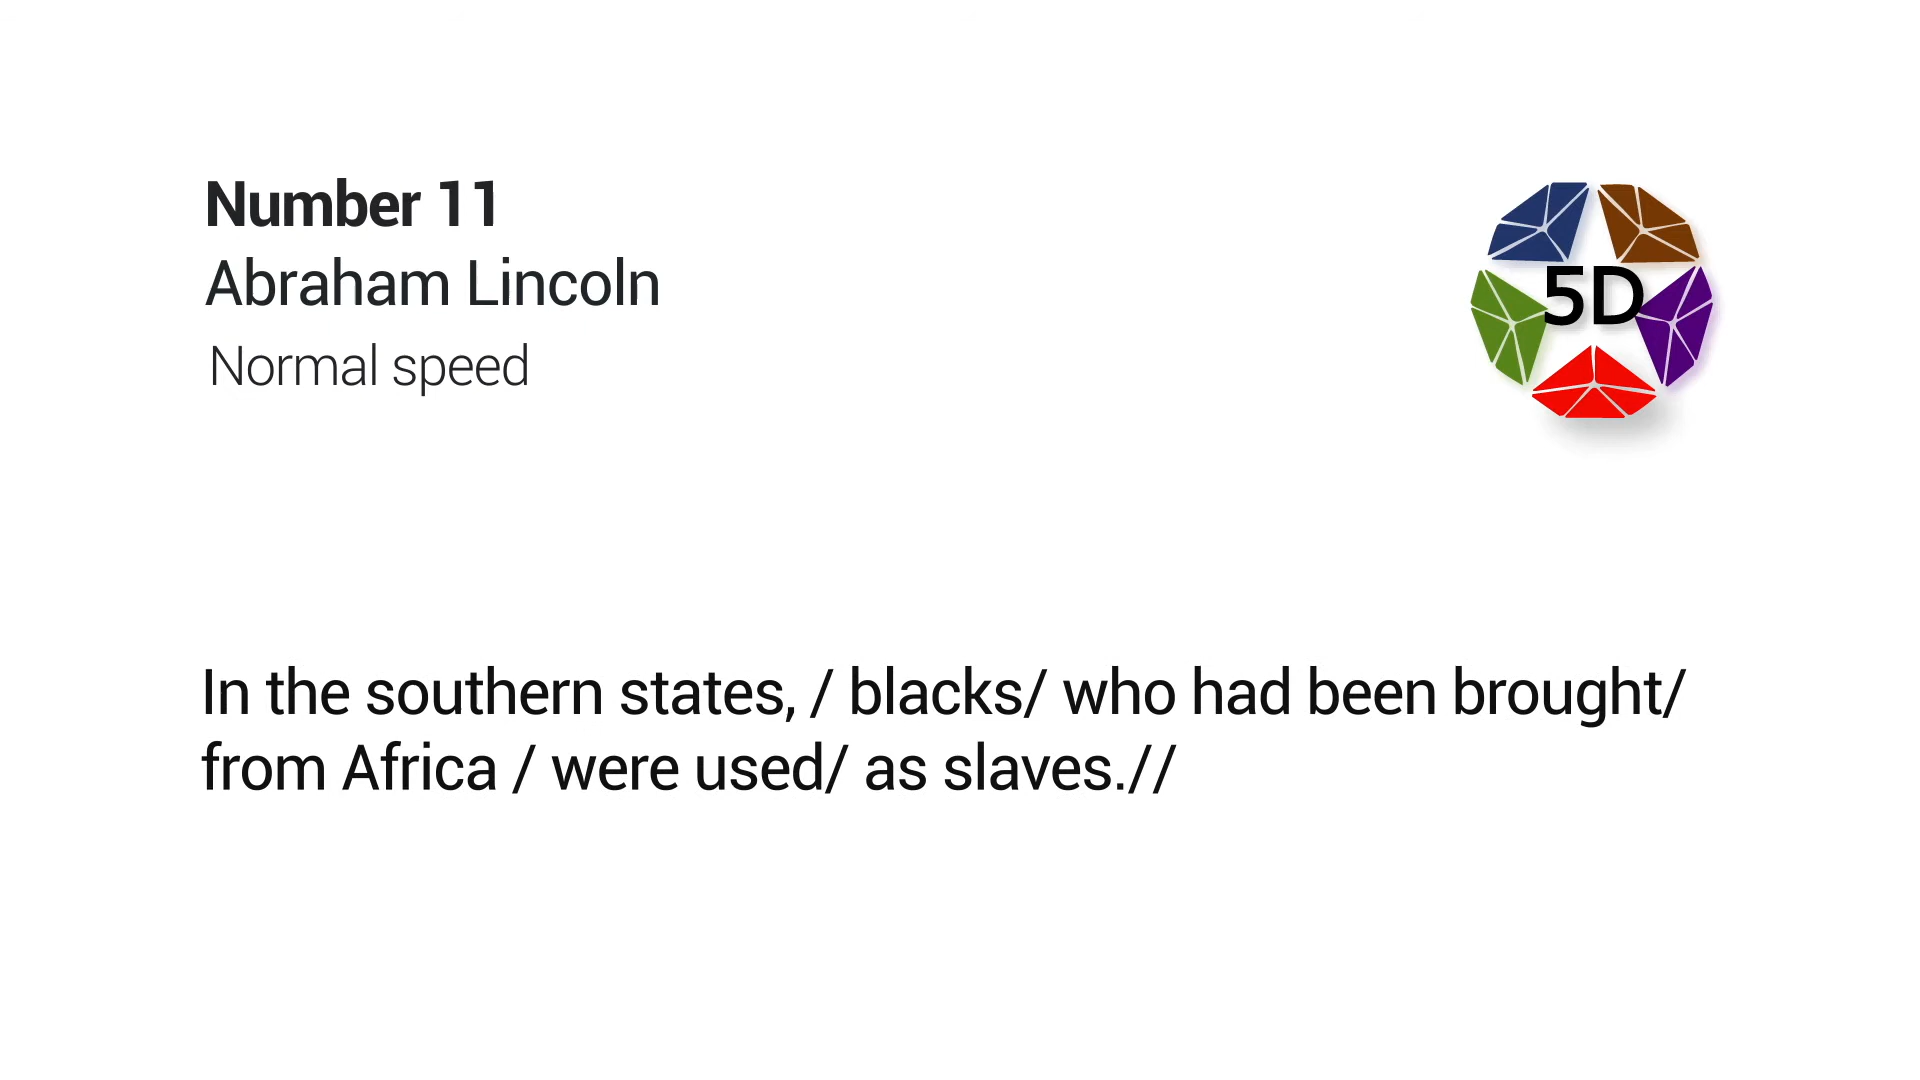 Number 11
Abraham Lincoln
Normal speed
5D
In the southern states, / blacks/ who had been brought/
from Africa / were used/ as slaves.//